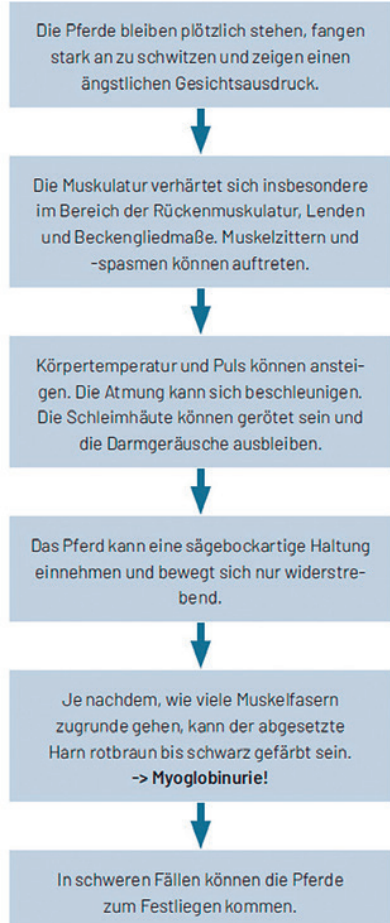 Die Pferde bleiben plötzlich stehen, fangen
stark an zu schwitzen und zeigen einen
ängstlichen Gesichtsausdruck.
Die Muskulatur verhärtet sich insbesondere
im Bereich der Rückenmuskulatur, Lenden
und Beckengliedmaße. Muskelzittern und
-spasmen können auftreten.
Körpertemperatur und Puls können anstei-
gen. Die Atmung kann sich beschleunigen.
Die Schleimhäute können gerötet sein und
die Darmgeräusche ausbleiben.
Das Pferd kann eine sägebockartige Haltung
einnehmen und bewegt sich nur widerstre-
bend.
Je nachdem, wie viele Muskelfasern
zugrunde gehen, kann der abgesetzte
Harn rotbraun bis schwarz gefärbt sein.
-> Myoglobinurie!
In schweren Fällen können die Pferde
zum Festliegen kommen.